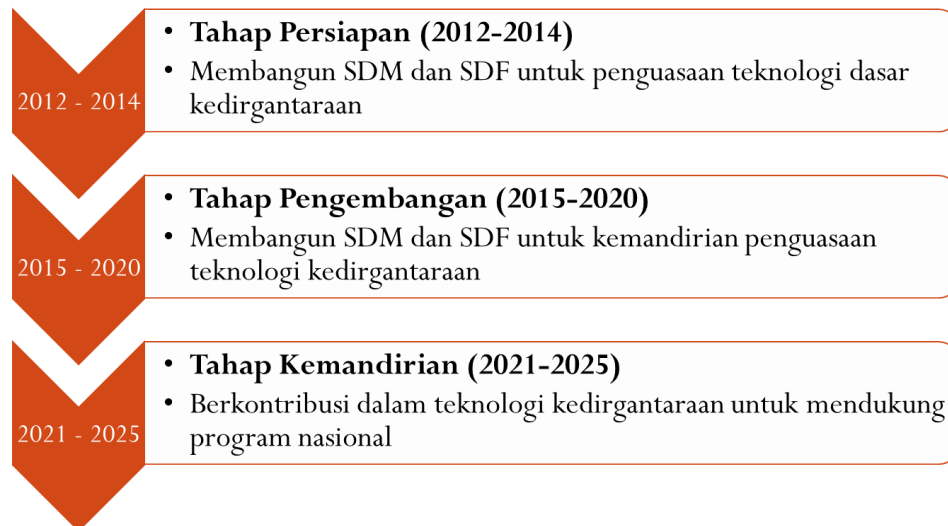 2012 - 2014
• Tahap Persiapan (2012-2014)
• Membangun SDM dan SDF untuk penguasaan teknologi dasar
kedirgantaraan
2015 - 2020
• Tahap Pengembangan (2015-2020)
• Membangun SDM dan SDF untuk kemandirian penguasaan
teknologi kedirgantaraan
2021 - 2025
• Tahap Kemandirian (2021-2025)
• Berkontribusi dalam teknologi kedirgantaraan untuk mendukung
program nasional